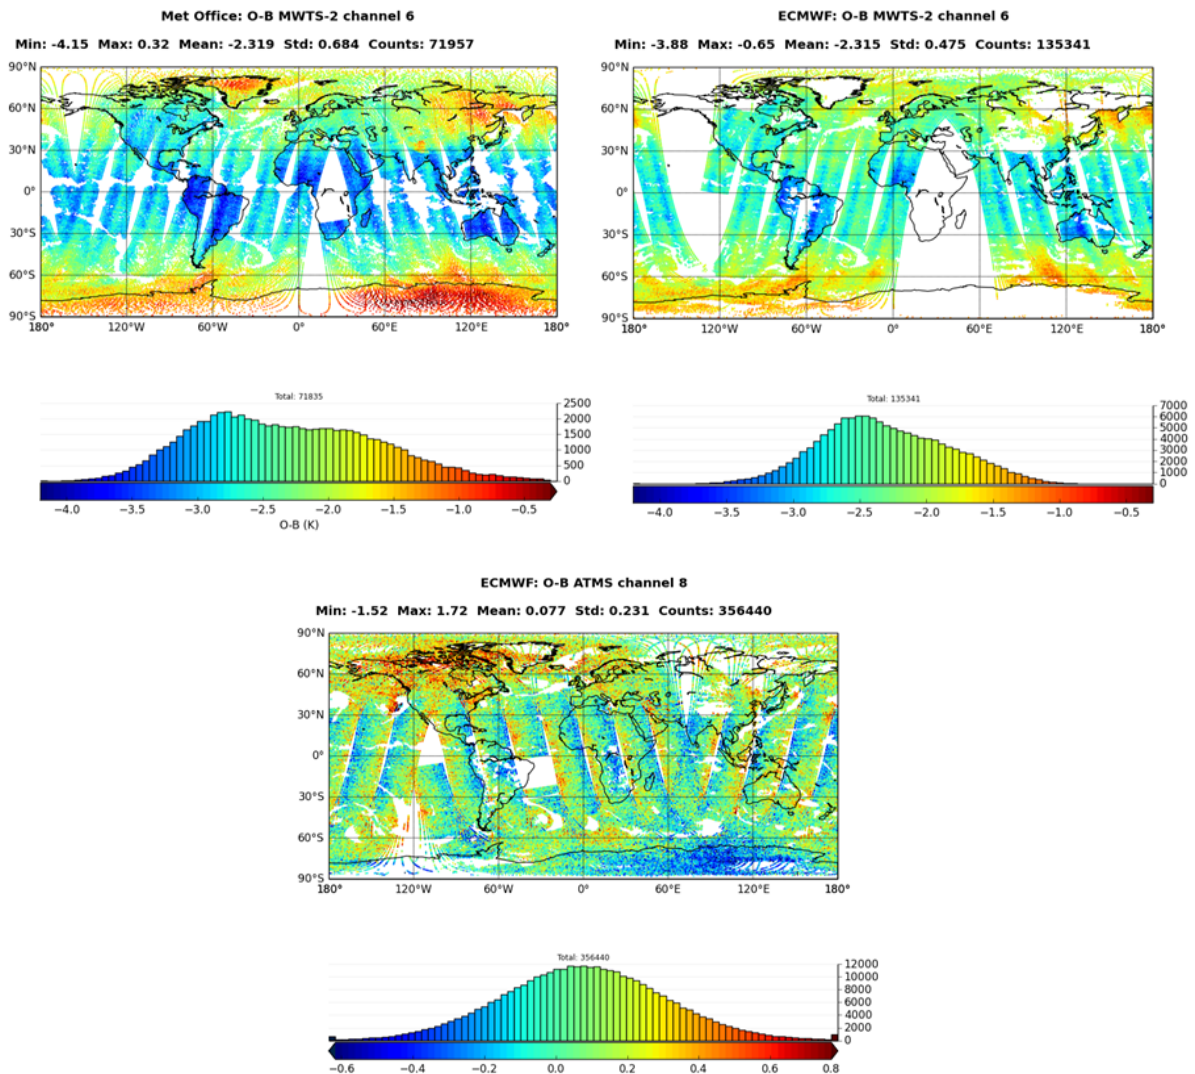 Met Office: O-B MWTS-2 channel 6
Min: -4.15 Max: 0.32 Mean: -2.319 Std: 0.684 Counts: 71957
90°N
60°N
30°N
0°
30°S
60°S
90°S
180° 120°W 60°W 0° 60°E 120°E 180°
Total: 71835
2500
2000
1500
1000
500
0
−4.0 −3.5 −3.0 −2.5 −2.0 −1.5 −1.0 −0.5
O-B (K)
ECMWF: O-B MWTS-2 channel 6
Min: -3.88 Max: -0.65 Mean: -2.315 Std: 0.475 Counts: 135341
90°N
60°N
30°N
0°
30°S
60°S
90°S
180° 120°W 60°W 0° 60°E 120°E 180°
Total: 135341
7000
6000
5000
4000
3000
2000
1000
0
−4.0 −3.5 −3.0 −2.5 −2.0 −1.5 −1.0 −0.5
ECMWF: O-B ATMS channel 8
Min: -1.52 Max: 1.72 Mean: 0.077 Std: 0.231 Counts: 356440
90°N
60°N
30°N
0°
30°S
60°S
90°S
180° 120°W 60°W 0° 60°E 120°E 180°
Total: 356440
12000
10000
8000
6000
4000
2000
0
−0.6 −0.4 −0.2 0.0 0.2 0.4 0.6 0.8